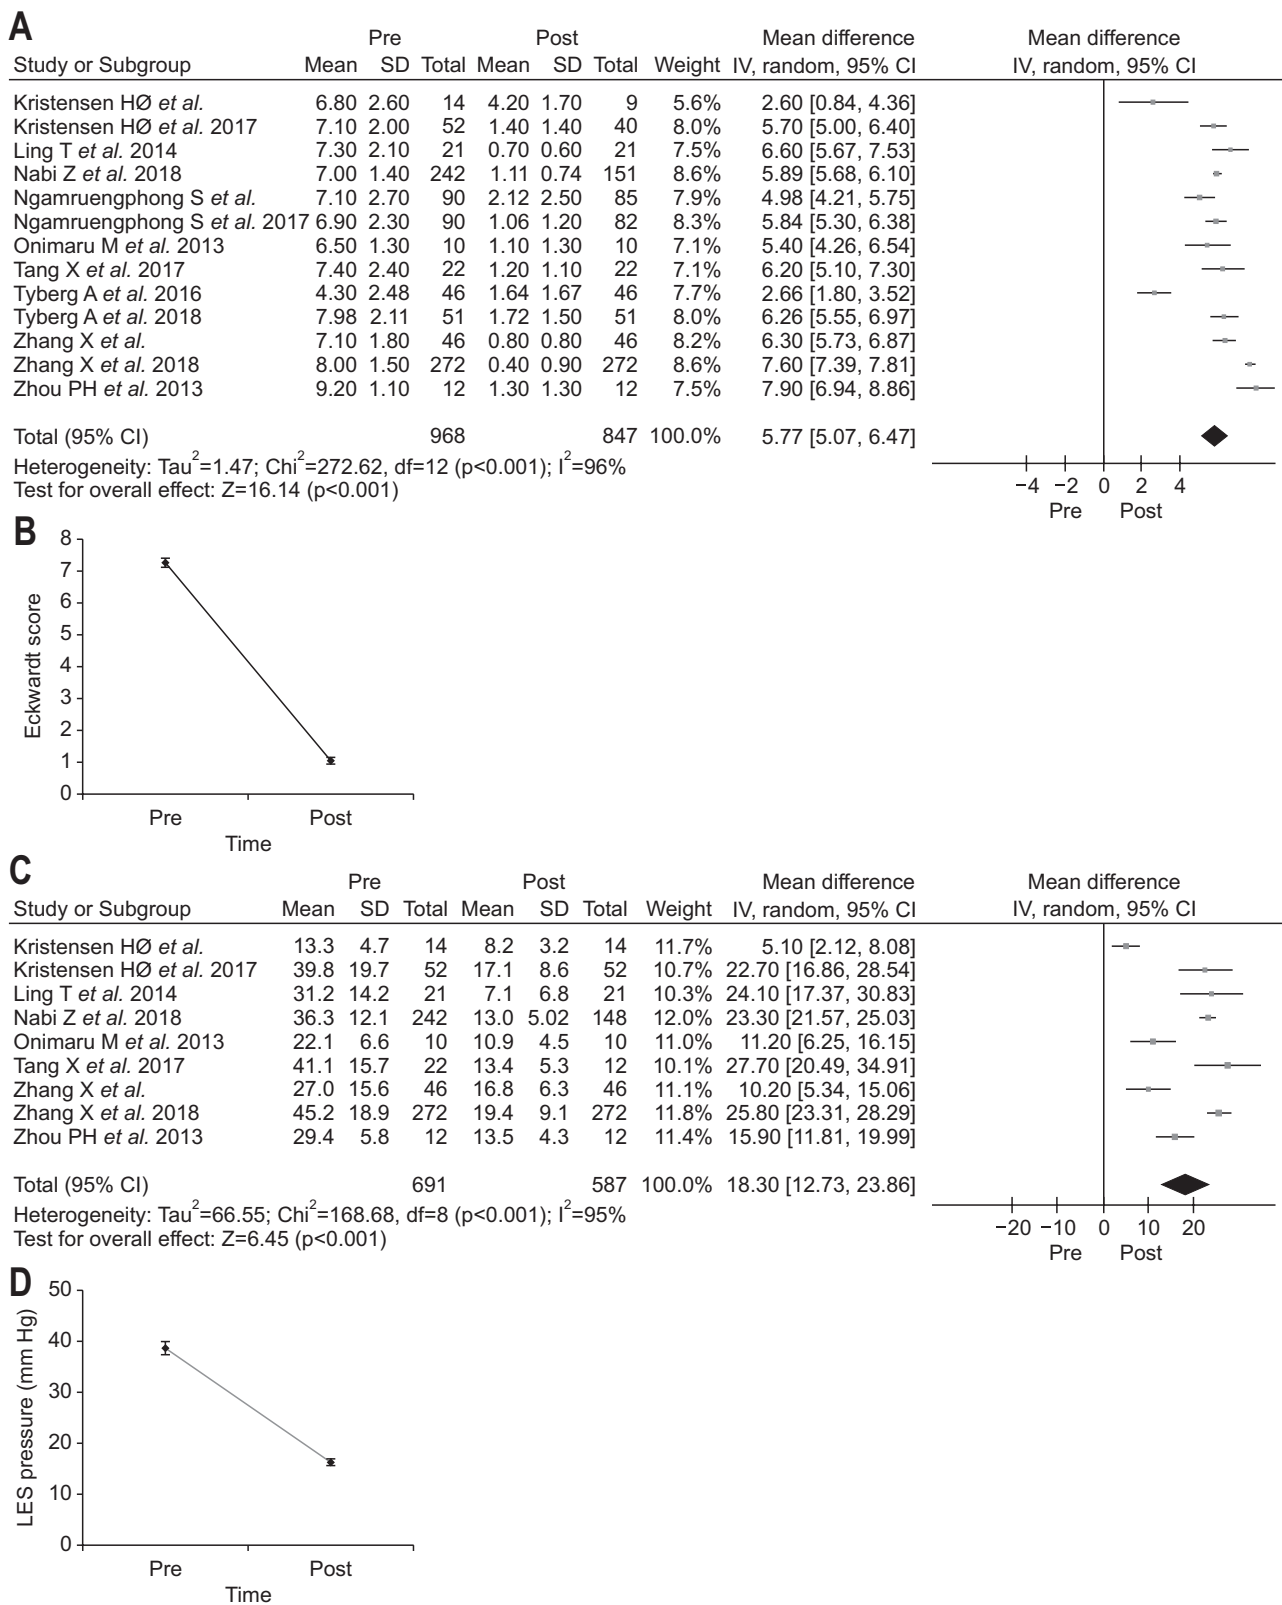 A
Pre Post Mean difference Mean difference
Study or Subgroup Mean SD Total Mean SD Total Weight IV, random, 95% CI IV, random, 95% CI
Kristensen HØ et al. 6.80 2.60 14 4.20 1.70 9 5.6% 2.60 [0.84, 4.36]
Kristensen HØ et al. 2017 7.10 2.00 52 1.40 1.40 40 8.0% 5.70 [5.00, 6.40]
Ling T et al. 2014 7.30 2.10 21 0.70 0.60 21 7.5% 6.60 [5.67, 7.53]
Nabi Z et al. 2018 7.00 1.40 242 1.11 0.74 151 8.6% 5.89 [5.68, 6.10]
Ngamruengphong S et al. 7.10 2.70 90 2.12 2.50 85 7.9% 4.98 [4.21, 5.75]
Ngamruengphong S et al. 2017 6.90 2.30 90 1.06 1.20 82 8.3% 5.84 [5.30, 6.38]
Onimaru M et al. 2013 6.50 1.30 10 1.10 1.30 10 7.1% 5.40 [4.26, 6.54]
Tang X et al. 2017 7.40 2.40 22 1.20 1.10 22 7.1% 6.20 [5.10, 7.30]
Tyberg A et al. 2016 4.30 2.48 46 1.64 1.67 46 7.7% 2.66 [1.80, 3.52]
Tyberg A et al. 2018 7.98 2.11 51 1.72 1.50 51 8.0% 6.26 [5.55, 6.97]
Zhang X et al. 7.10 1.80 46 0.80 0.80 46 8.2% 6.30 [5.73, 6.87]
Zhang X et al. 2018 8.00 1.50 272 0.40 0.90 272 8.6% 7.60 [7.39, 7.81]
Zhou PH et al. 2013 9.20 1.10 12 1.30 1.30 12 7.5% 7.90 [6.94, 8.86]
Total (95% CI) 968 847 100.0% 5.77 [5.07, 6.47]
Heterogeneity: Tau²=1.47; Chi²=272.62, df=12 (p<0.001); I²=96%
Test for overall effect: Z=16.14 (p<0.001)
−4 −2 0 2 4
Pre Post
B
8
7
6
5
4
3
2
1
0
Eckwardt score
Pre Post
Time
C
Pre Post Mean difference Mean difference
Study or Subgroup Mean SD Total Mean SD Total Weight IV, random, 95% CI IV, random, 95% CI
Kristensen HØ et al. 13.3 4.7 14 8.2 3.2 14 11.7% 5.10 [2.12, 8.08]
Kristensen HØ et al. 2017 39.8 19.7 52 17.1 8.6 52 10.7% 22.70 [16.86, 28.54]
Ling T et al. 2014 31.2 14.2 21 7.1 6.8 21 10.3% 24.10 [17.37, 30.83]
Nabi Z et al. 2018 36.3 12.1 242 13.0 5.02 148 12.0% 23.30 [21.57, 25.03]
Onimaru M et al. 2013 22.1 6.6 10 10.9 4.5 10 11.0% 11.20 [6.25, 16.15]
Tang X et al. 2017 41.1 15.7 22 13.4 5.3 12 10.1% 27.70 [20.49, 34.91]
Zhang X et al. 27.0 15.6 46 16.8 6.3 46 11.1% 10.20 [5.34, 15.06]
Zhang X et al. 2018 45.2 18.9 272 19.4 9.1 272 11.8% 25.80 [23.31, 28.29]
Zhou PH et al. 2013 29.4 5.8 12 13.5 4.3 12 11.4% 15.90 [11.81, 19.99]
Total (95% CI) 691 587 100.0% 18.30 [12.73, 23.86]
Heterogeneity: Tau²=66.55; Chi²=168.68, df=8 (p<0.001); I²=95%
Test for overall effect: Z=6.45 (p<0.001)
−20 −10 0 10 20
Pre Post
D
50
40
30
20
10
0
LES pressure (mm Hg)
Pre Post
Time